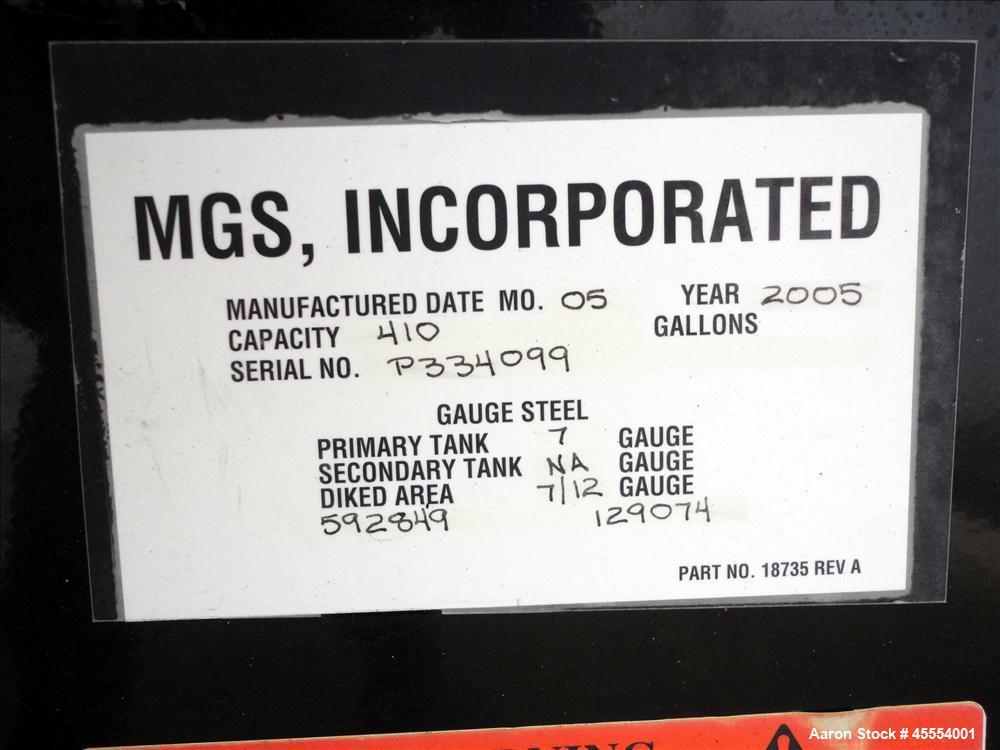 MGS, INCORPORATED
MANUFACTURED DATE MO. 05 YEAR 2005
CAPACITY 410 GALLONS
SERIAL NO. P334099
GAUGE STEEL
PRIMARY TANK 7 GAUGE
SECONDARY TANK NA GAUGE
DIKED AREA 7/12 GAUGE
592849 129074
PART NO. 18735 REV A
Aaron Stock # 45554001